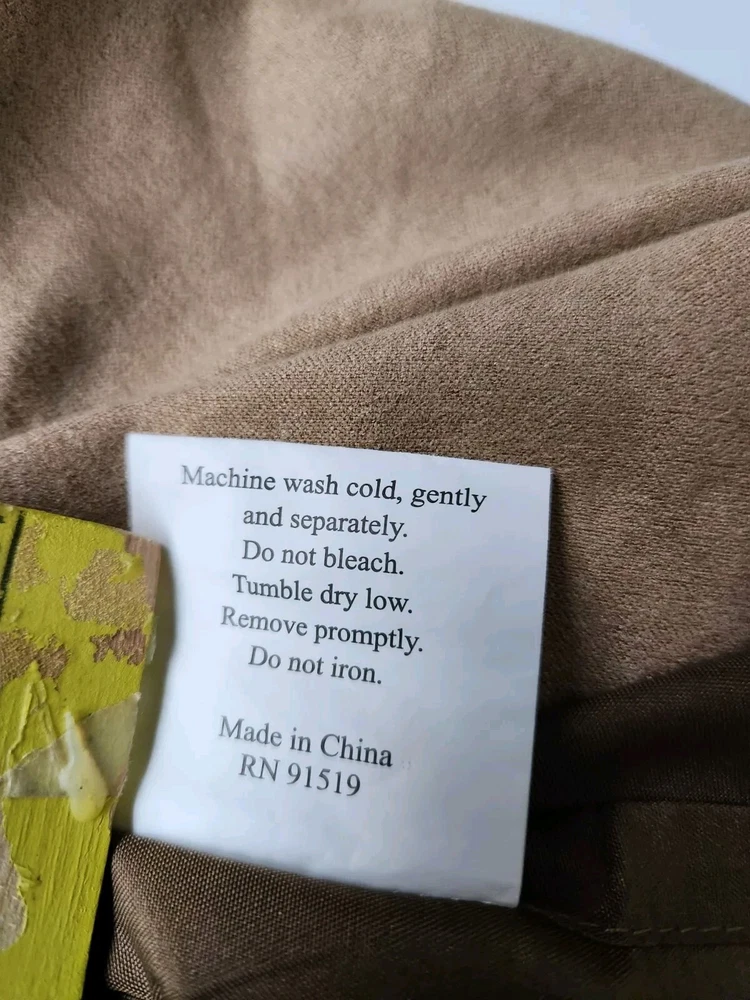 Machine wash cold, gently
and separately.
Do not bleach.
Tumble dry low.
Remove promptly.
Do not iron.
Made in China
RN 91519